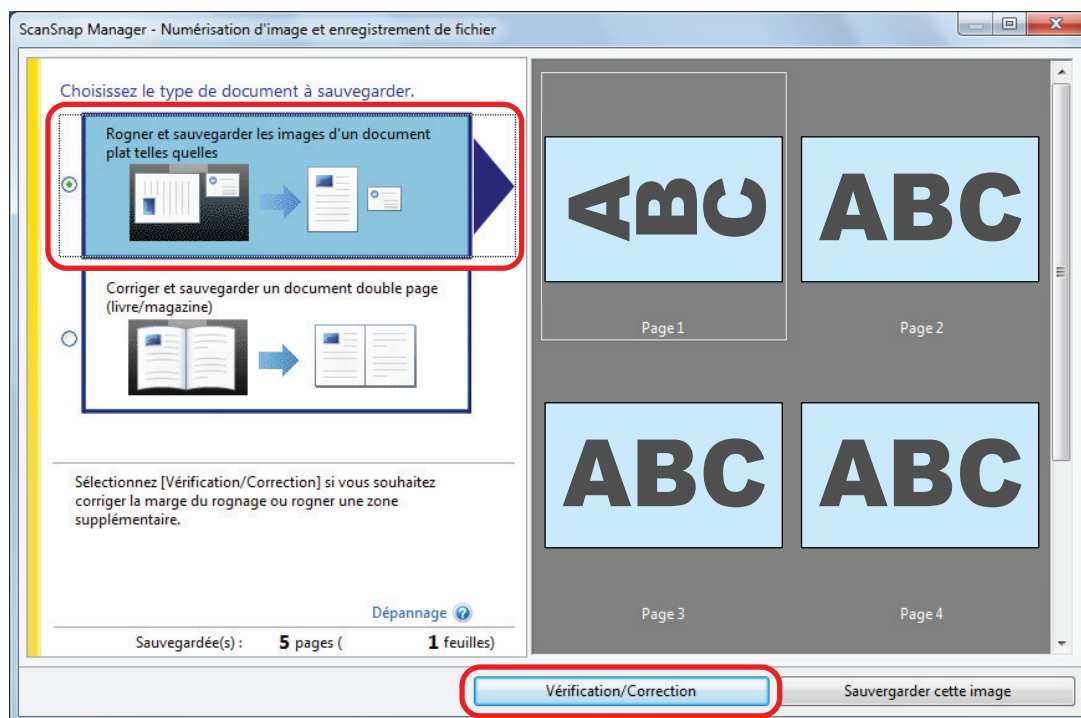 ScanSnap Manager - Numérisation d'image et enregistrement de fichier
Choisissez le type de document à sauvegarder.
Rogner et sauvegarder les images d'un document
plat telles quelles
Corriger et sauvegarder un document double page
(livre/magazine)
Sélectionnez [Vérification/Correction] si vous souhaitez
corriger la marge du rognage ou rogner une zone
supplémentaire.
Dépannage
Sauvegardée(s) : 5 pages ( 1 feuilles)
ABC
Page 1
ABC
Page 2
ABC
Page 3
ABC
Page 4
Vérification/Correction
Sauvergarder cette image